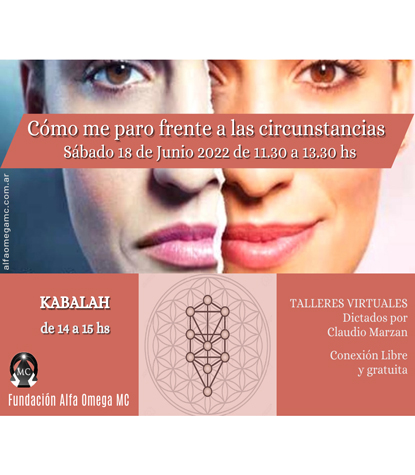 Cómo me paro frente a las circunstancias
Sábado 18 de Junio 2022 de 11.30 a 13.30 hs
alfaomegamc.com.ar
KABALAH
de 14 a 15 hs
MC
Fundación Alfa Omega MC
TALLERES VIRTUALES
Dictados por
Claudio Marzan
Conexión Libre
y gratuita